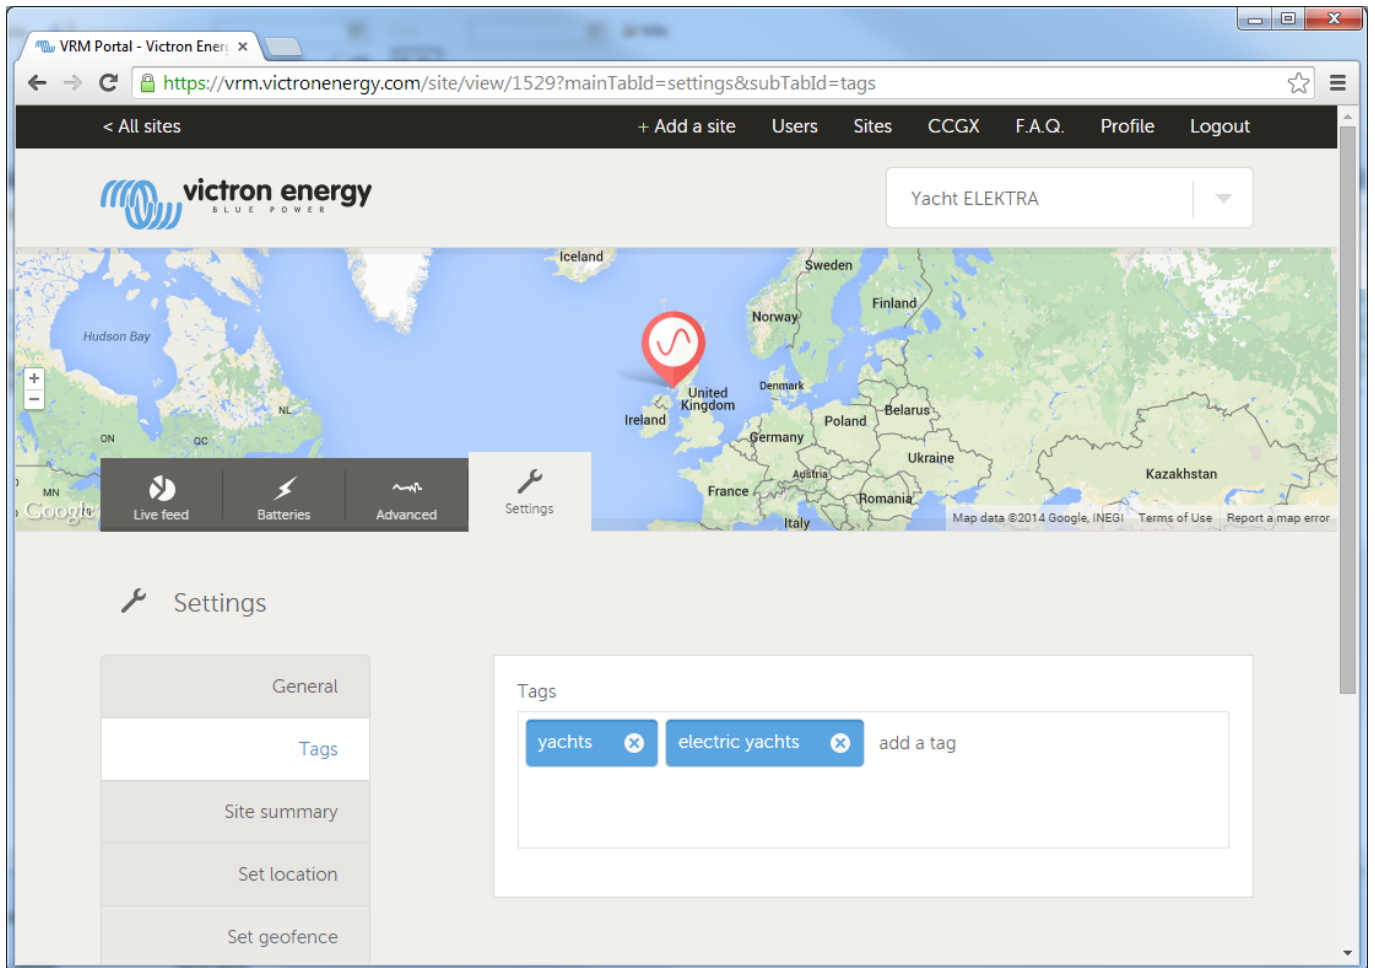 VRM Portal - Victron Energ
https://vrm.victronenergy.com/site/view/1529?mainTabId=settings&subTabId=tags
< All sites + Add a site Users Sites CCGX F.A.Q. Profile Logout
victron energy
BLUE POWER
Yacht ELEKTRA
Iceland
Sweden
Finland
Norway
Hudson Bay
Denmark
United
Kingdom
Ireland
NL
Belarus
Poland
ON
QC
Germany
Ukraine
Austria
Kazakhstan
France
Romania
MN
Google
Italy
Map data ©2014 Google, INEGI Terms of Use Report a map error
Live feed Batteries Advanced Settings
Settings
General
Tags
Site summary
Set location
Set geofence
Tags
yachts electric yachts add a tag